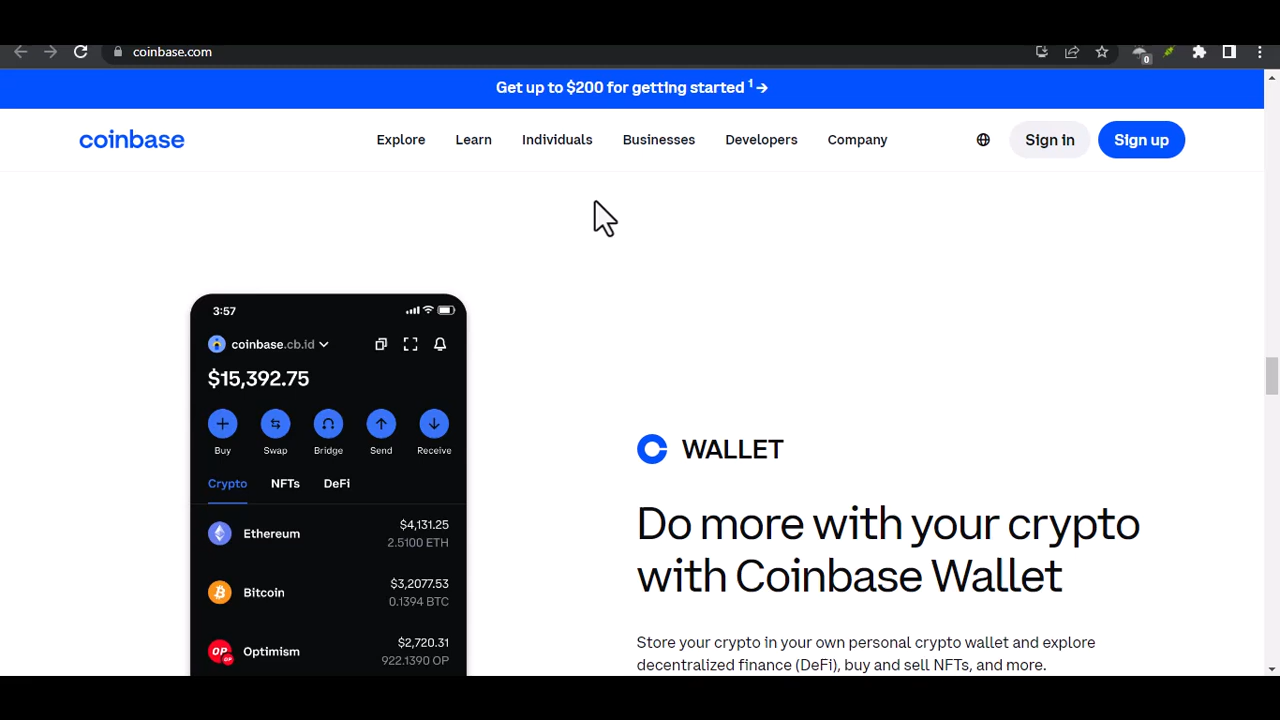 coinbase.com
0
Get up to $200 for getting started ¹ →
coinbase
Explore
Learn
Individuals
Businesses
Developers
Company
Sign in
Sign up
3:57
coinbase.cb.id
$15,392.75
Buy
Swap
Bridge
Send
Receive
Crypto
NFTs
DeFi
Ethereum
$4,131.25
2.5100 ETH
Bitcoin
$3,2077.53
0.1394 BTC
OP
OP
Optimism
$2,720.31
922.1390 OP
WALLET
Do more with your crypto
with Coinbase Wallet
Store your crypto in your own personal crypto wallet and explore
decentralized finance (DeFi), buy and sell NFTs, and more.